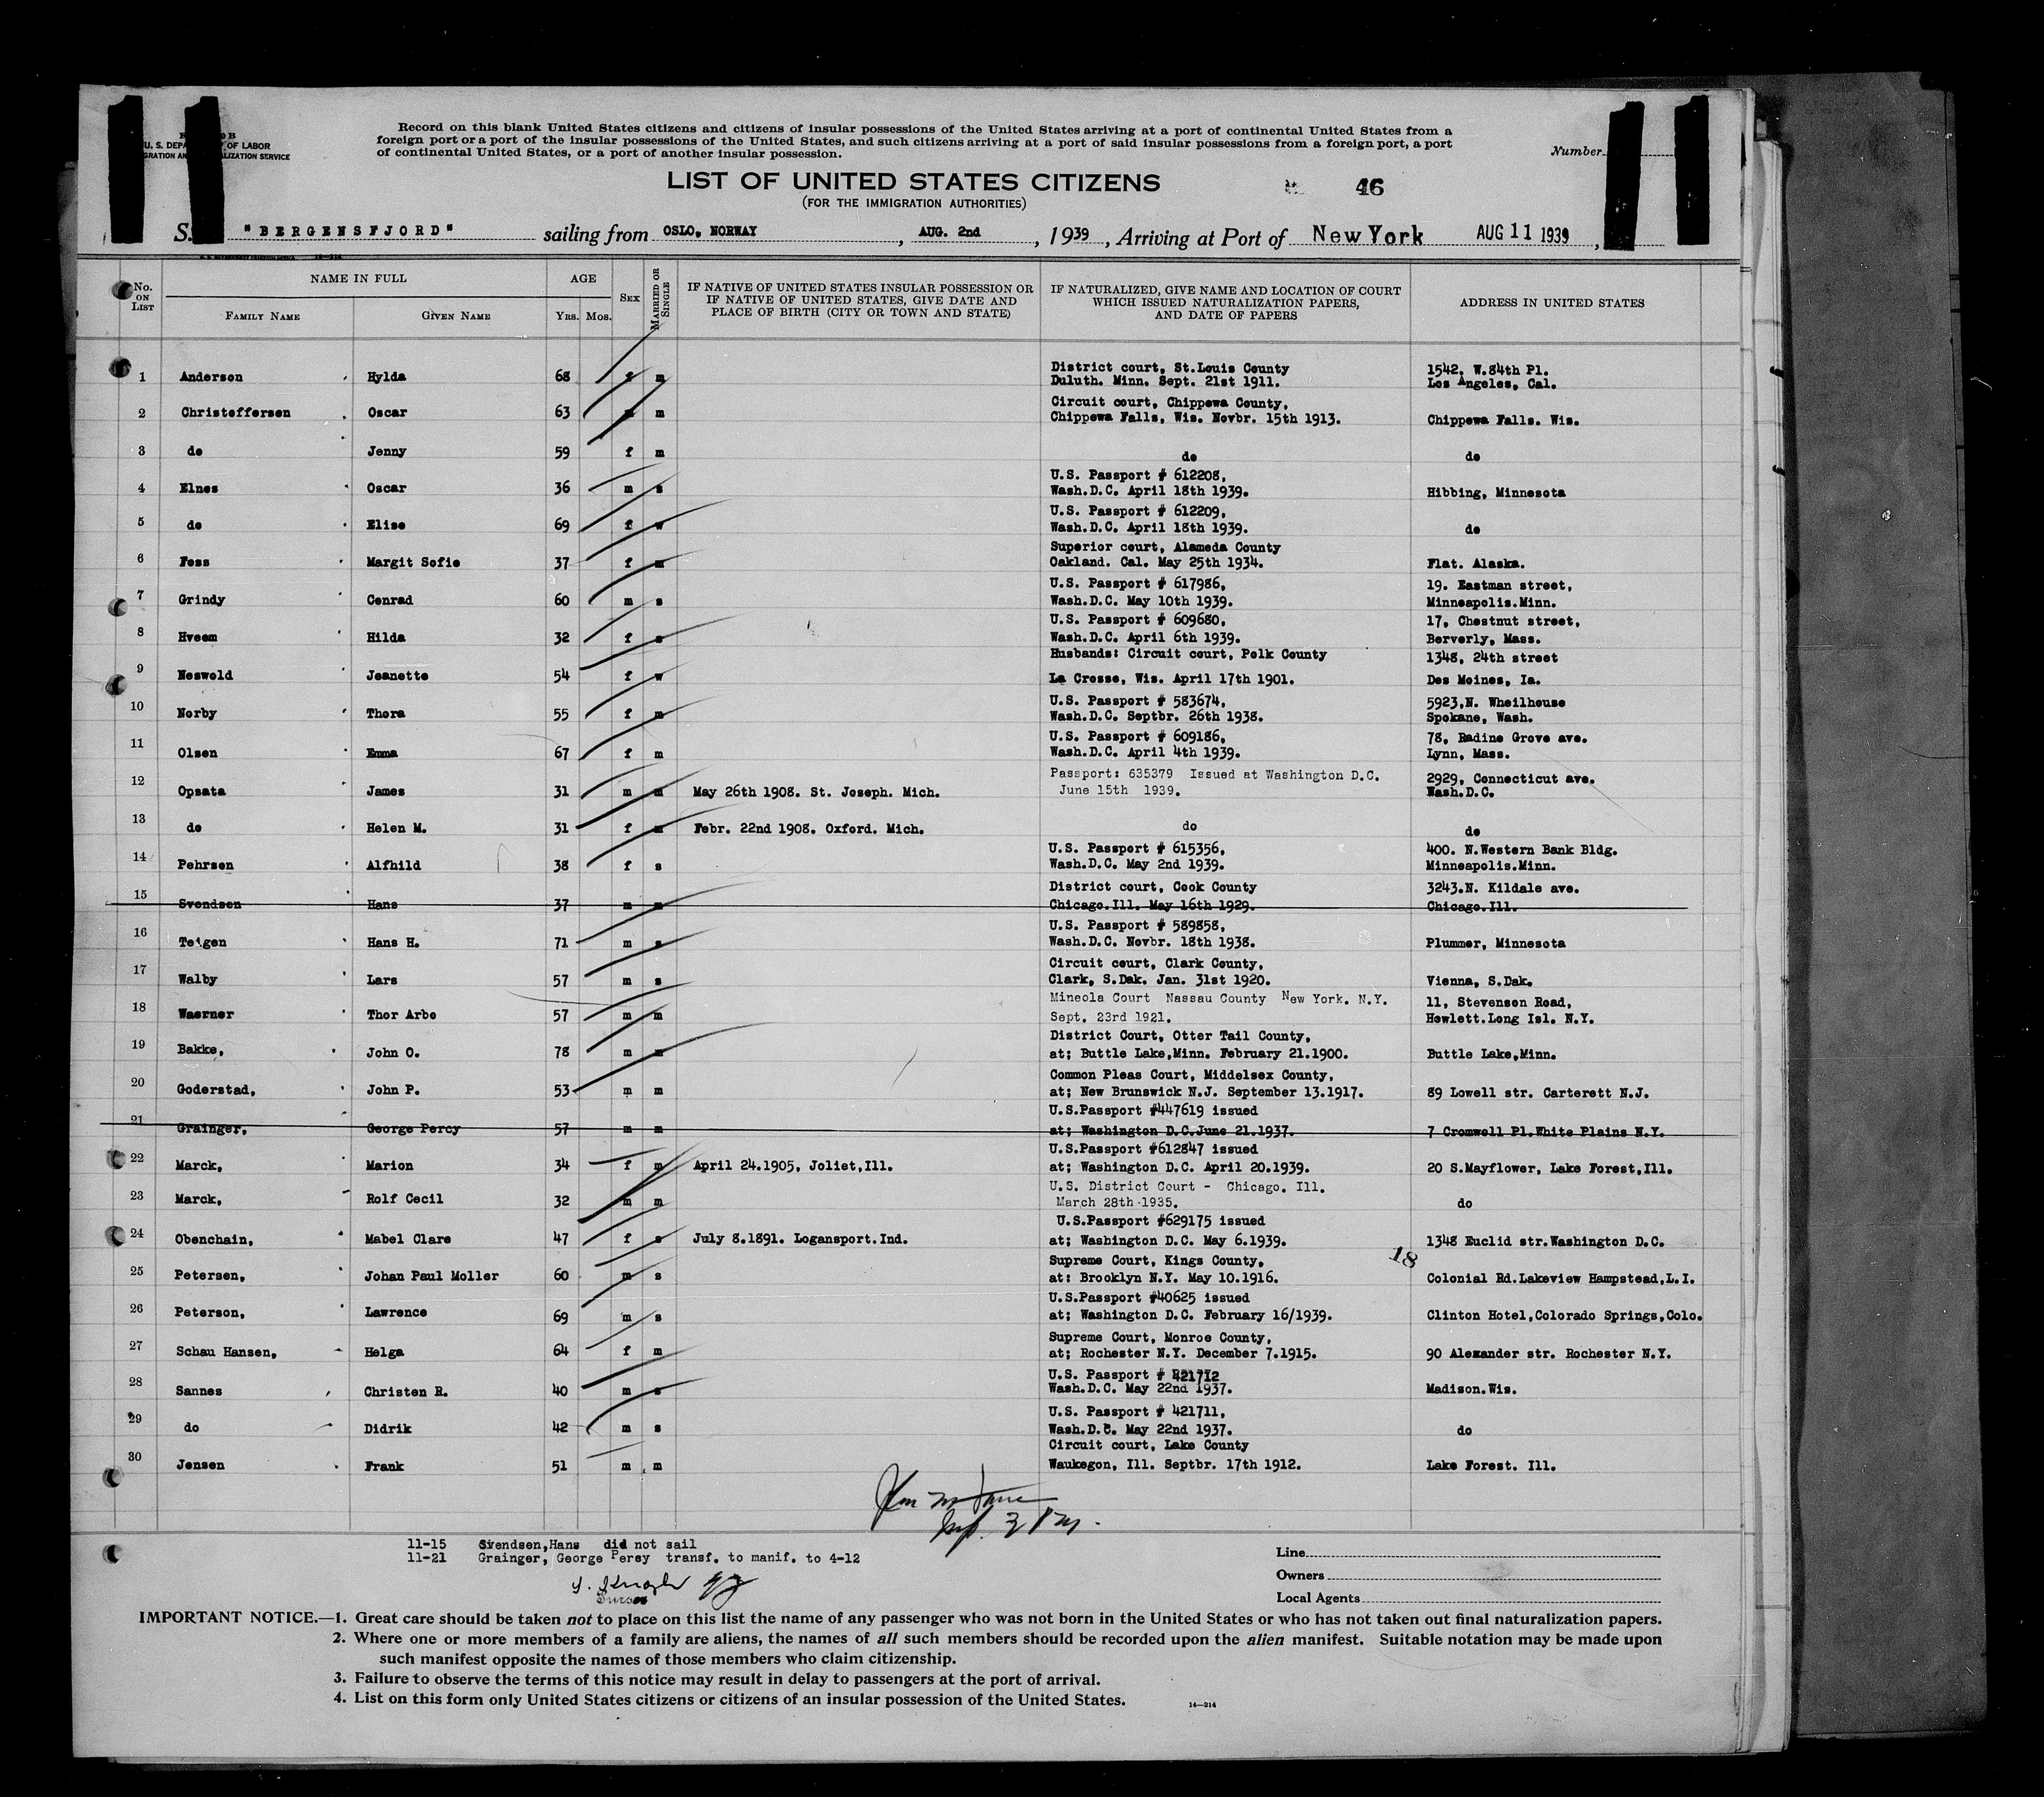 U. S. DEPA OF LABOR
GRATION AN LIZATION SERVICE
Record on this blank United States citizens and citizens of insular possessions of the United States arriving at a port of continental United States from a
foreign port or a port of the insular possessions of the United States, and such citizens arriving at a port of said insular possessions from a foreign port, a port
of continental United States, or a port of another insular possession.
Number
LIST OF UNITED STATES CITIZENS
(FOR THE IMMIGRATION AUTHORITIES)
46
S. "BERGENSFJORD" sailing from OSLO, NORWAY, AUG. 2nd, 1939, Arriving at Port of New York AUG 11 1939,
No. ON LIST NAME IN FULL AGE SEX MARRIED OR SINGLE
FAMILY NAME GIVEN NAME YRS. MOS.
IF NATIVE OF UNITED STATES INSULAR POSSESSION OR
IF NATIVE OF UNITED STATES, GIVE DATE AND
PLACE OF BIRTH (CITY OR TOWN AND STATE)
IF NATURALIZED, GIVE NAME AND LOCATION OF COURT
WHICH ISSUED NATURALIZATION PAPERS,
AND DATE OF PAPERS
ADDRESS IN UNITED STATES
District court, St.Louis County 1542, W.84th Pl.
1 Anderson Hylda 68 f m Duluth. Minn. Sept. 21st 1911. Los Angeles, Cal.
Circuit court, Chippewa County,
2 Christoffersen Oscar 63 m m Chippewa Falls, Wis. Novbr. 15th 1913. Chippewa Falls. Wis.
3 do Jenny 59 f m do do
U.S. Passport # 612208,
4 Elnes Oscar 36 m s Wash.D.C. April 18th 1939. Hibbing, Minnesota
U.S. Passport # 612209,
5 do Elise 69 f w Wash.D.C. April 18th 1939. do
Superior court, Alameda County
6 Foss Margit Sofie 37 f m Oakland. Cal. May 25th 1934. Flat. Alaska.
U.S. Passport # 617986, 19. Eastman street,
7 Grindy Conrad 60 m s Wash.D.C. May 10th 1939. Minneapolis.Minn.
U.S. Passport # 609680, 17, Chestnut street,
8 Hveem Hilda 32 f s Wash.D.C. April 6th 1939. Berverly, Mass.
Husbands: Circuit court, Polk County 1348, 24th street
9 Neswold Jeanette 54 f w La Crosse, Wis. April 17th 1901. Des Moines, Ia.
U.S. Passport # 583674, 5923,N. Wheilhouse
10 Norby Thora 55 f m Wash.D.C. Septbr. 26th 1938. Spokane, Wash.
U.S. Passport # 609186, 78, Radine Grove ave.
11 Olsen Emma 67 f m Wash.D.C. April 4th 1939. Lynn, Mass.
Passport: 635379 Issued at Washington D.C. 2929, Connecticut ave.
12 Opsata James 31 m m May 26th 1908. St. Joseph. Mich. June 15th 1939. Wash.D.C.
13 do Helen M. 31 f m Febr. 22nd 1908. Oxford. Mich. do do
U.S. Passport # 615356, 400. N.Western Bank Bldg.
14 Pehrsen Alfhild 38 f s Wash.D.C. May 2nd 1939. Minneapolis.Minn.
District court, Cook County 3243.N. Kildale ave.
15 Svendsen Hans 37 m m Chicago.Ill. May 16th 1929. Chicago.Ill.
U.S. Passport # 589858,
16 Teigen Hans H. 71 m s Wash.D.C. Novbr. 18th 1938. Plummer, Minnesota
Circuit court, Clark County,
17 Walby Lars 57 m s Clark, S.Dak. Jan. 31st 1920. Vienna, S.Dak.
Mineola Court Nassau County New York. N.Y. 11, Stevenson Road,
18 Waerner Thor Arbo 57 m m Sept. 23rd 1921. Hewlett.Long Isl. N.Y.
District Court, Otter Tail County,
19 Bakke, John O. 78 m m at; Buttle Lake,Minn. February 21.1900. Buttle Lake,Minn.
Common Pleas Court, Middelsex County,
20 Goderstad, John P. 53 m m at; New Brunswick N.J. September 13.1917. 89 Lowell str. Carterett N.J.
U.S.Passport #447619 issued
21 Grainger, George Percy 57 m m at; Washington D.C.June 21.1937. 7 Cromwell Pl.White Plains N.Y.
U.S.Passport #612847 issued
22 Marck, Marion 34 f m April 24.1905, Joliet,Ill. at; Washington D.C. April 20.1939. 20 S.Mayflower, Lake Forest,Ill.
U.S. District Court - Chicago. Ill.
23 Marck, Rolf Cecil 32 m m March 28th 1935. do
U.S.Passport #629175 issued
24 Obenchain, Mabel Clare 47 f s July 8.1891. Logansport.Ind. at; Washington D.C. May 6.1939. 1348 Euclid str.Washington D.C.
18
Supreme Court, Kings County,
25 Petersen, Johan Paul Moller 60 m s at: Brooklyn N.Y. May 10.1916. Colonial Rd.Lakeview Hampstead,L.I.
U.S.Passport #40625 issued
26 Peterson, Lawrence 69 m s at; Washington D.C. February 16/1939. Clinton Hotel,Colorado Springs,Colo.
Supreme Court, Monroe County,
27 Schau Hansen, Helga 64 f m at; Rochester N.Y. December 7.1915. 90 Alexander str. Rochester N.Y.
U.S. Passport # 421712
28 Sannes Christen R. 40 m s Wash.D.C. May 22nd 1937. Madison.Wis.
U.S. Passport # 421711,
29 do Didrik 42 m s Wash.D.C. May 22nd 1937. do
Circuit court, Lake County
30 Jensen Frank 51 m m Waukegon, Ill. Septbr. 17th 1912. Lake Forest. Ill.
11-15 Svendsen,Hans did not sail
11-21 Grainger, George Persy transf. to manif. to 4-12
Line
Owners
Local Agents
IMPORTANT NOTICE.—1. Great care should be taken not to place on this list the name of any passenger who was not born in the United States or who has not taken out final naturalization papers.
2. Where one or more members of a family are aliens, the names of all such members should be recorded upon the alien manifest. Suitable notation may be made upon
such manifest opposite the names of those members who claim citizenship.
3. Failure to observe the terms of this notice may result in delay to passengers at the port of arrival.
4. List on this form only United States citizens or citizens of an insular possession of the United States.
14—214